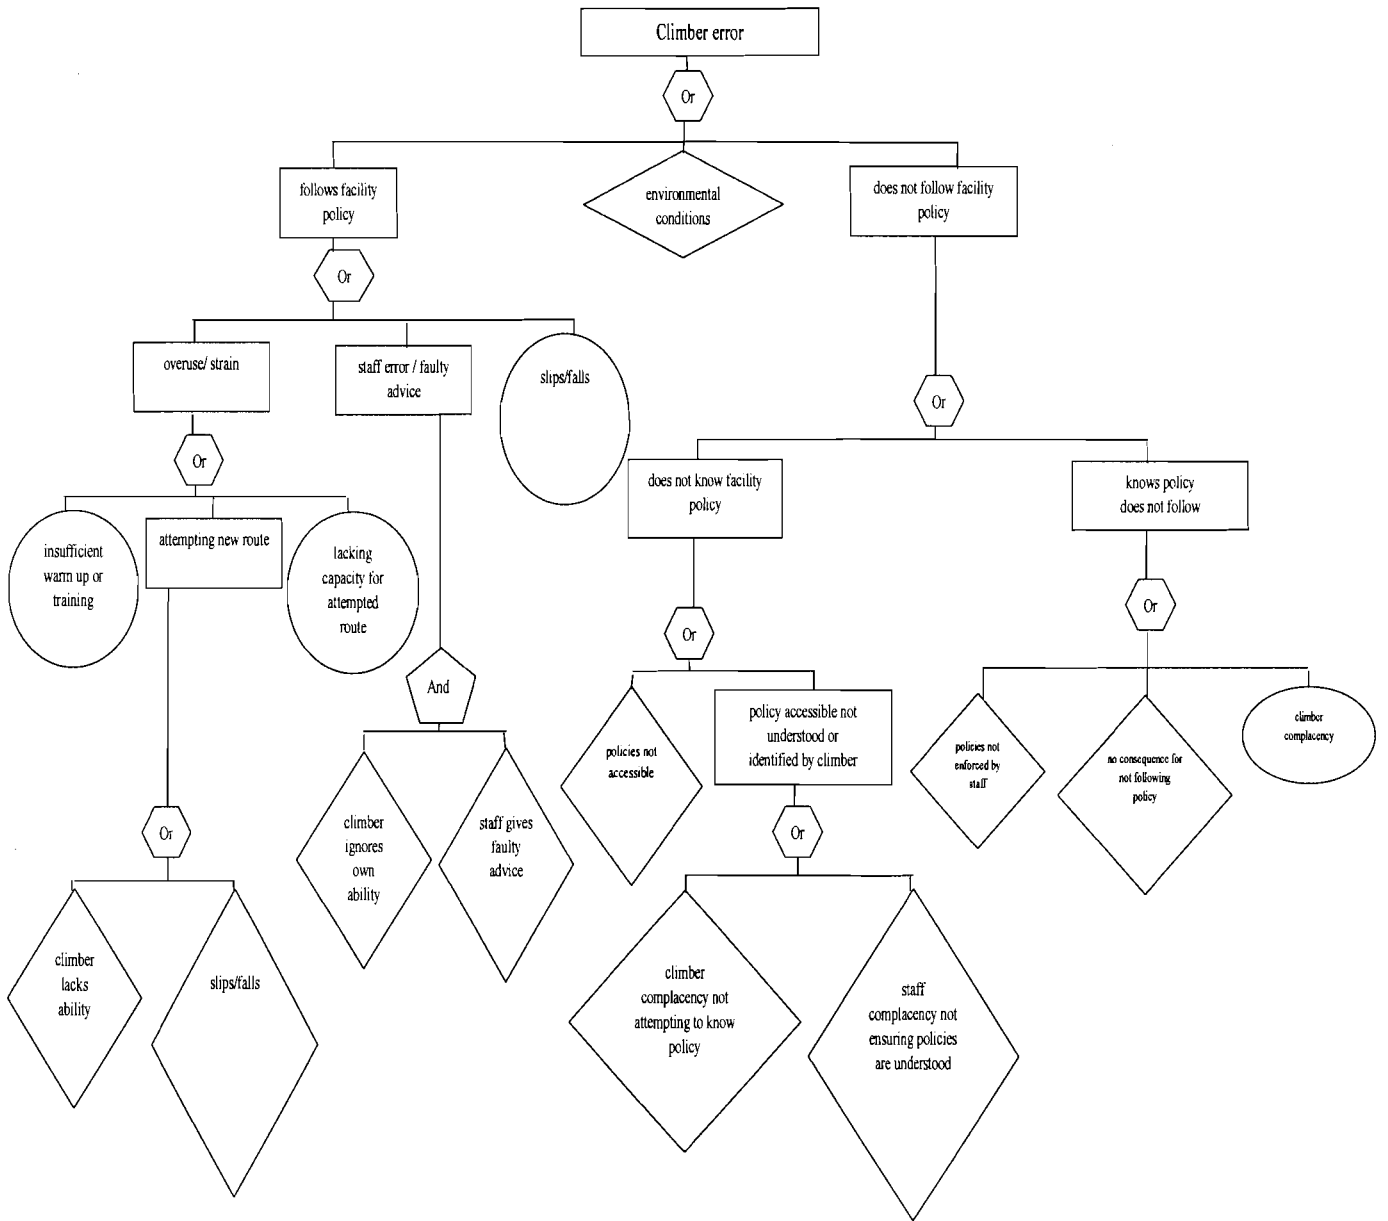 Climber error
Or
follows facility
policy
environmental
conditions
does not follow facility
policy
Or
overuse/ strain
staff error / faulty
advice
slips/falls
Or
Or
does not know facility
policy
knows policy
does not follow
insufficient
warm up or
training
attempting new route
lacking
capacity for
attempted
route
Or
Or
And
policies not
accessible
policy accessible not
understood or
identified by climber
policies not
enforced by
staff
no consequence for
not following
policy
climber
complacency
Or
climber
ignores
own
ability
staff gives
faulty
advice
Or
climber
lacks
ability
slips/falls
climber
complacency not
attempting to know
policy
staff
complacency not
ensuring policies
are understood